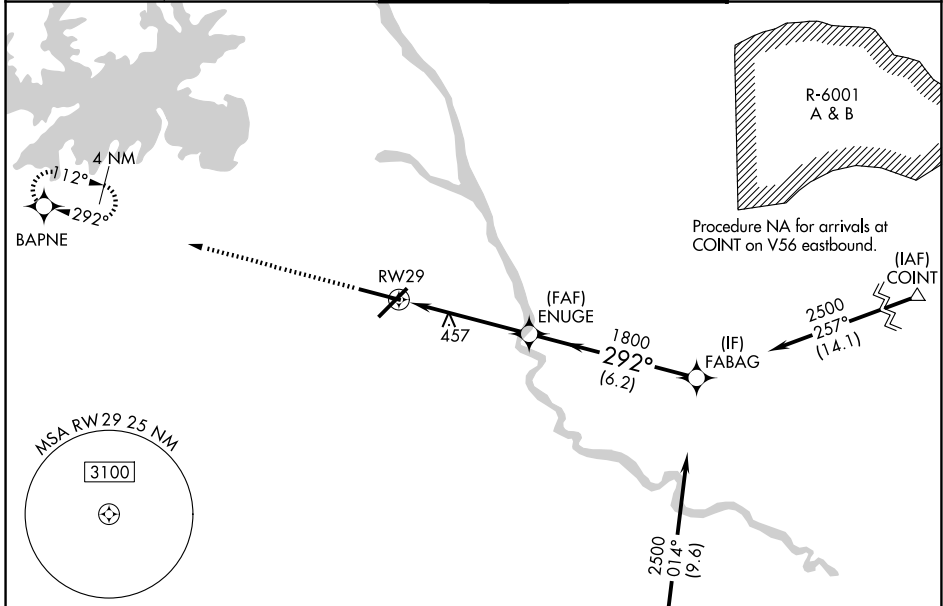 R-6001
A & B
4 NM
112°
292°
BAPNE
Procedure NA for arrivals at
COINT on V56 eastbound.
(IAF)
COINT
RW29
(FAF)
ENUGE
2500
257°
(14.1)
457
1800
292°
(6.2)
(IF)
FABAG
MSA RW29 25 NM
3100
2500
014°
(9.6)